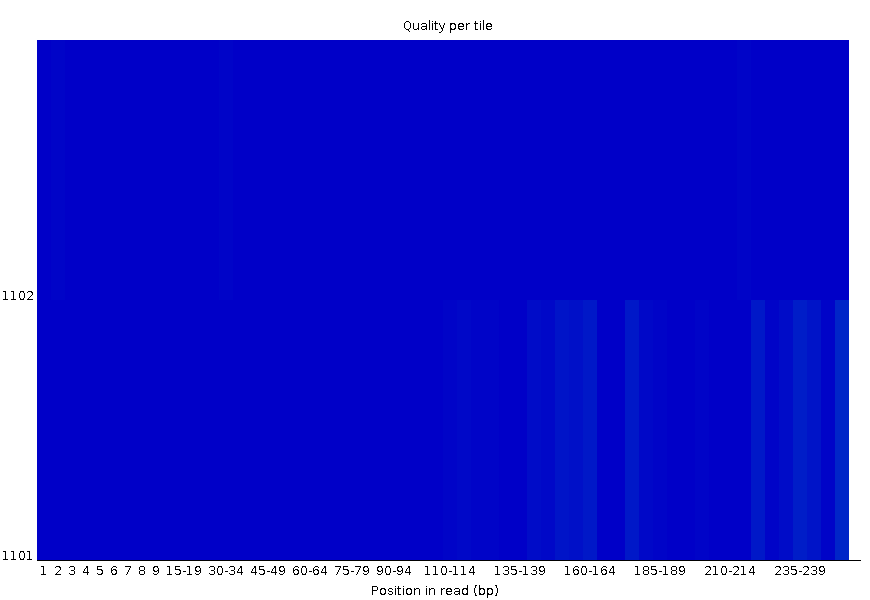 Quality per tile
1102
1101
1 2 3 4 5 6 7 8 9 15-19 30-34 45-49 60-64 75-79 90-94 110-114 135-139 160-164 185-189 210-214 235-239
Position in read (bp)